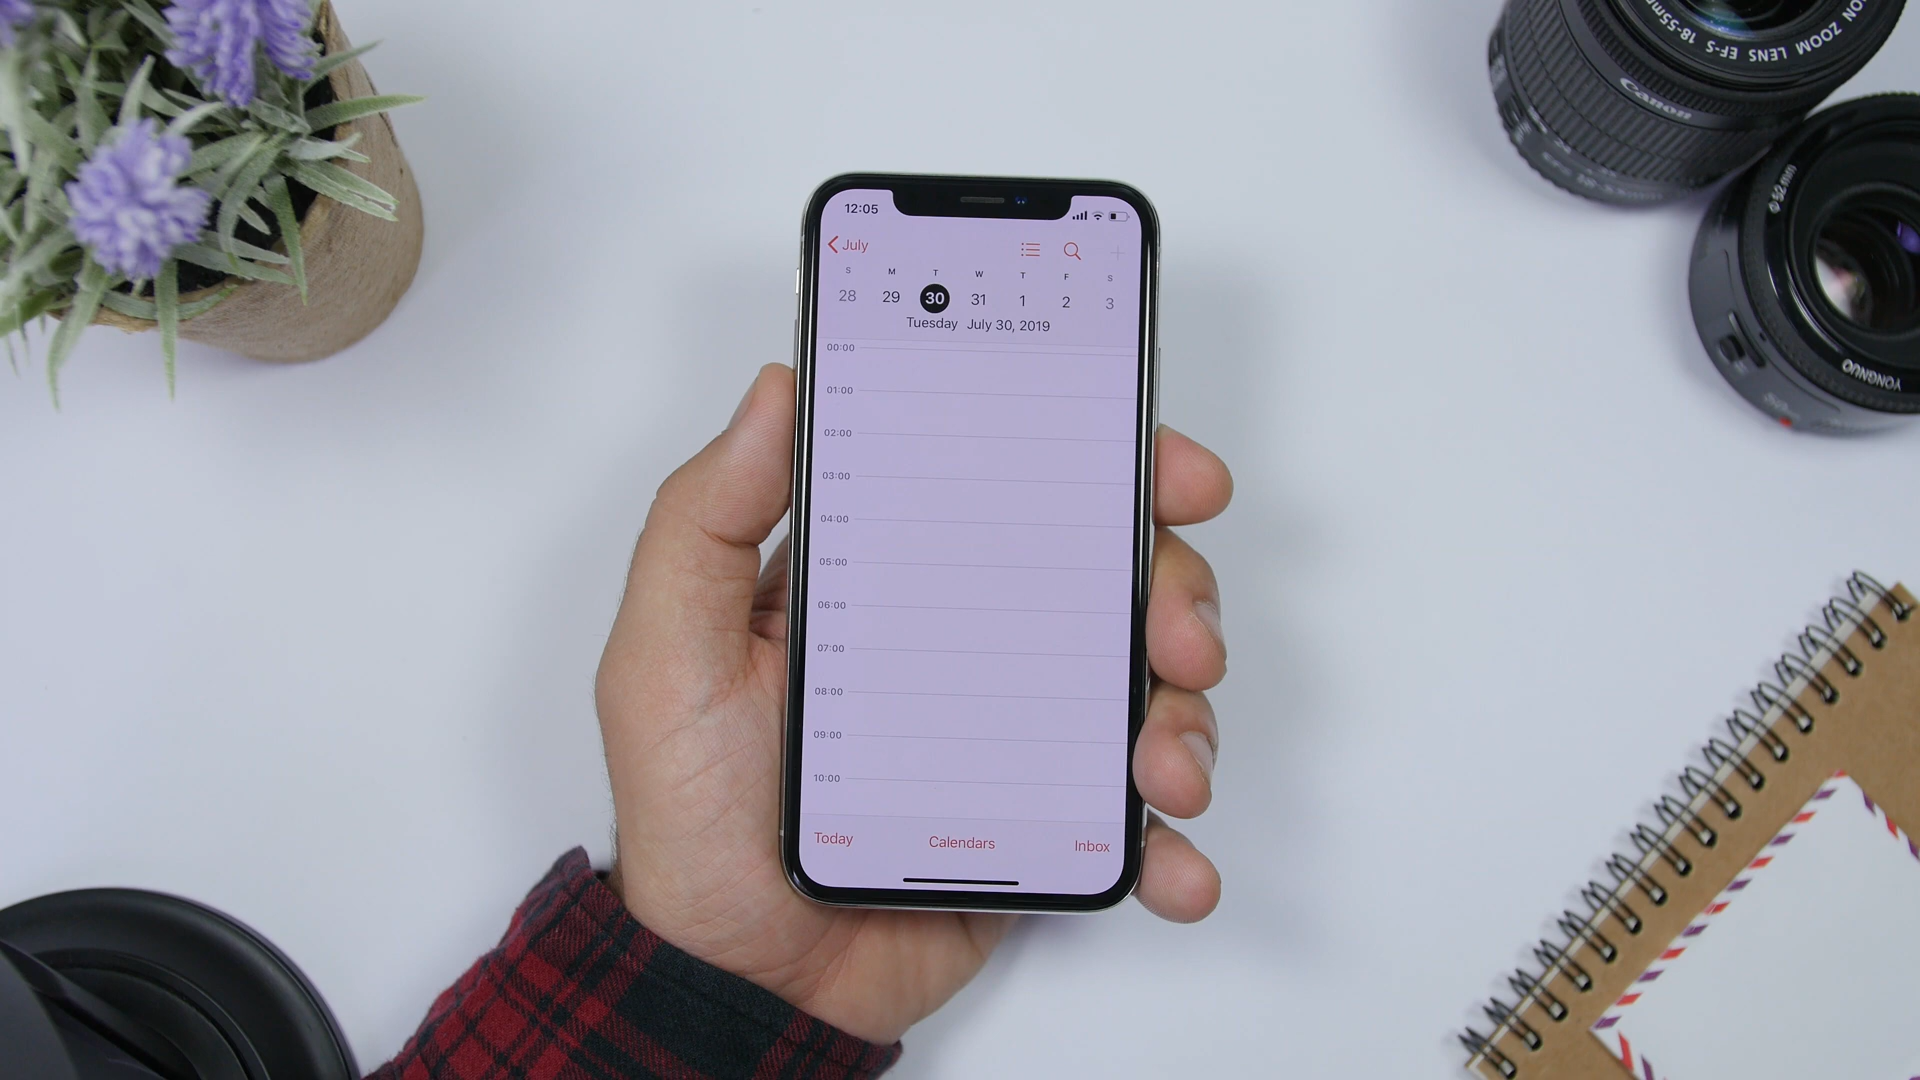 12:05
July
S M T W T F S
28 29 30 31 1 2 3
Tuesday July 30, 2019
00:00
01:00
02:00
03:00
04:00
05:00
06:00
07:00
08:00
09:00
10:00
Today Calendars Inbox
CANON ZOOM LENS EF-S 18-55mm
Canon
Φ52mm
YONGNUO